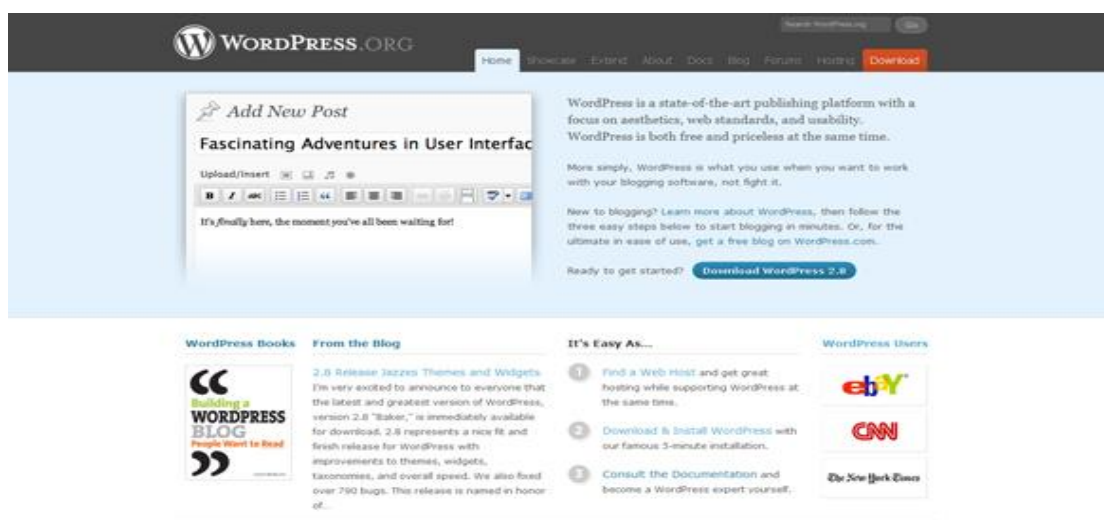 Search WordPress.org Go
WORDPRESS.ORG
Home Showcase Extend About Docs Blog Forums Hosting Download
Add New Post
Fascinating Adventures in User Interfac
Upload/Insert
B I ABC
It's finally here, the moment you've all been waiting for!
WordPress is a state-of-the-art publishing platform with a
focus on aesthetics, web standards, and usability.
WordPress is both free and priceless at the same time.
More simply, WordPress is what you use when you want to work
with your blogging software, not fight it.
New to blogging? Learn more about WordPress, then follow the
three easy steps below to start blogging in minutes. Or, for the
ultimate in ease of use, get a free blog on WordPress.com.
Ready to get started? Download WordPress 2.8
WordPress Books
Building a
WORDPRESS
BLOG
People Want to Read
From the Blog
2.8 Release Jazzes Themes and Widgets
I'm very excited to announce to everyone that
the latest and greatest version of WordPress,
version 2.8 "Baker," is immediately available
for download. 2.8 represents a nice fit and
finish release for WordPress with
improvements to themes, widgets,
taxonomies, and overall speed. We also fixed
over 790 bugs. This release is named in honor
of…
It's Easy As…
1 Find a Web Host and get great
hosting while supporting WordPress at
the same time.
2 Download & Install WordPress with
our famous 5-minute installation.
3 Consult the Documentation and
become a WordPress expert yourself.
WordPress Users
ebY
CNN
The New York Times